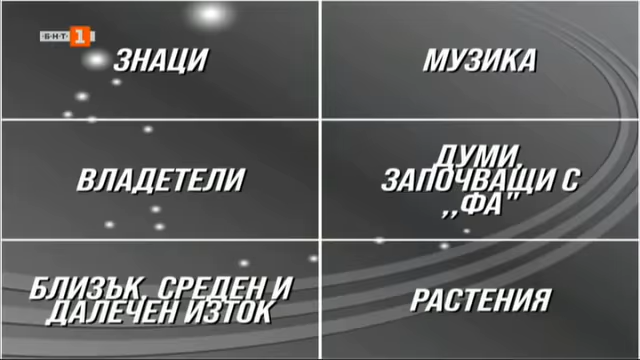 БНТ 1
ЗНАЦИ
МУЗИКА
ВЛАДЕТЕЛИ
ДУМИ,
ЗАПОЧВАЩИ С
,,ФА"
БЛИЗЪК, СРЕДЕН И
ДАЛЕЧЕН ИЗТОК
РАСТЕНИЯ